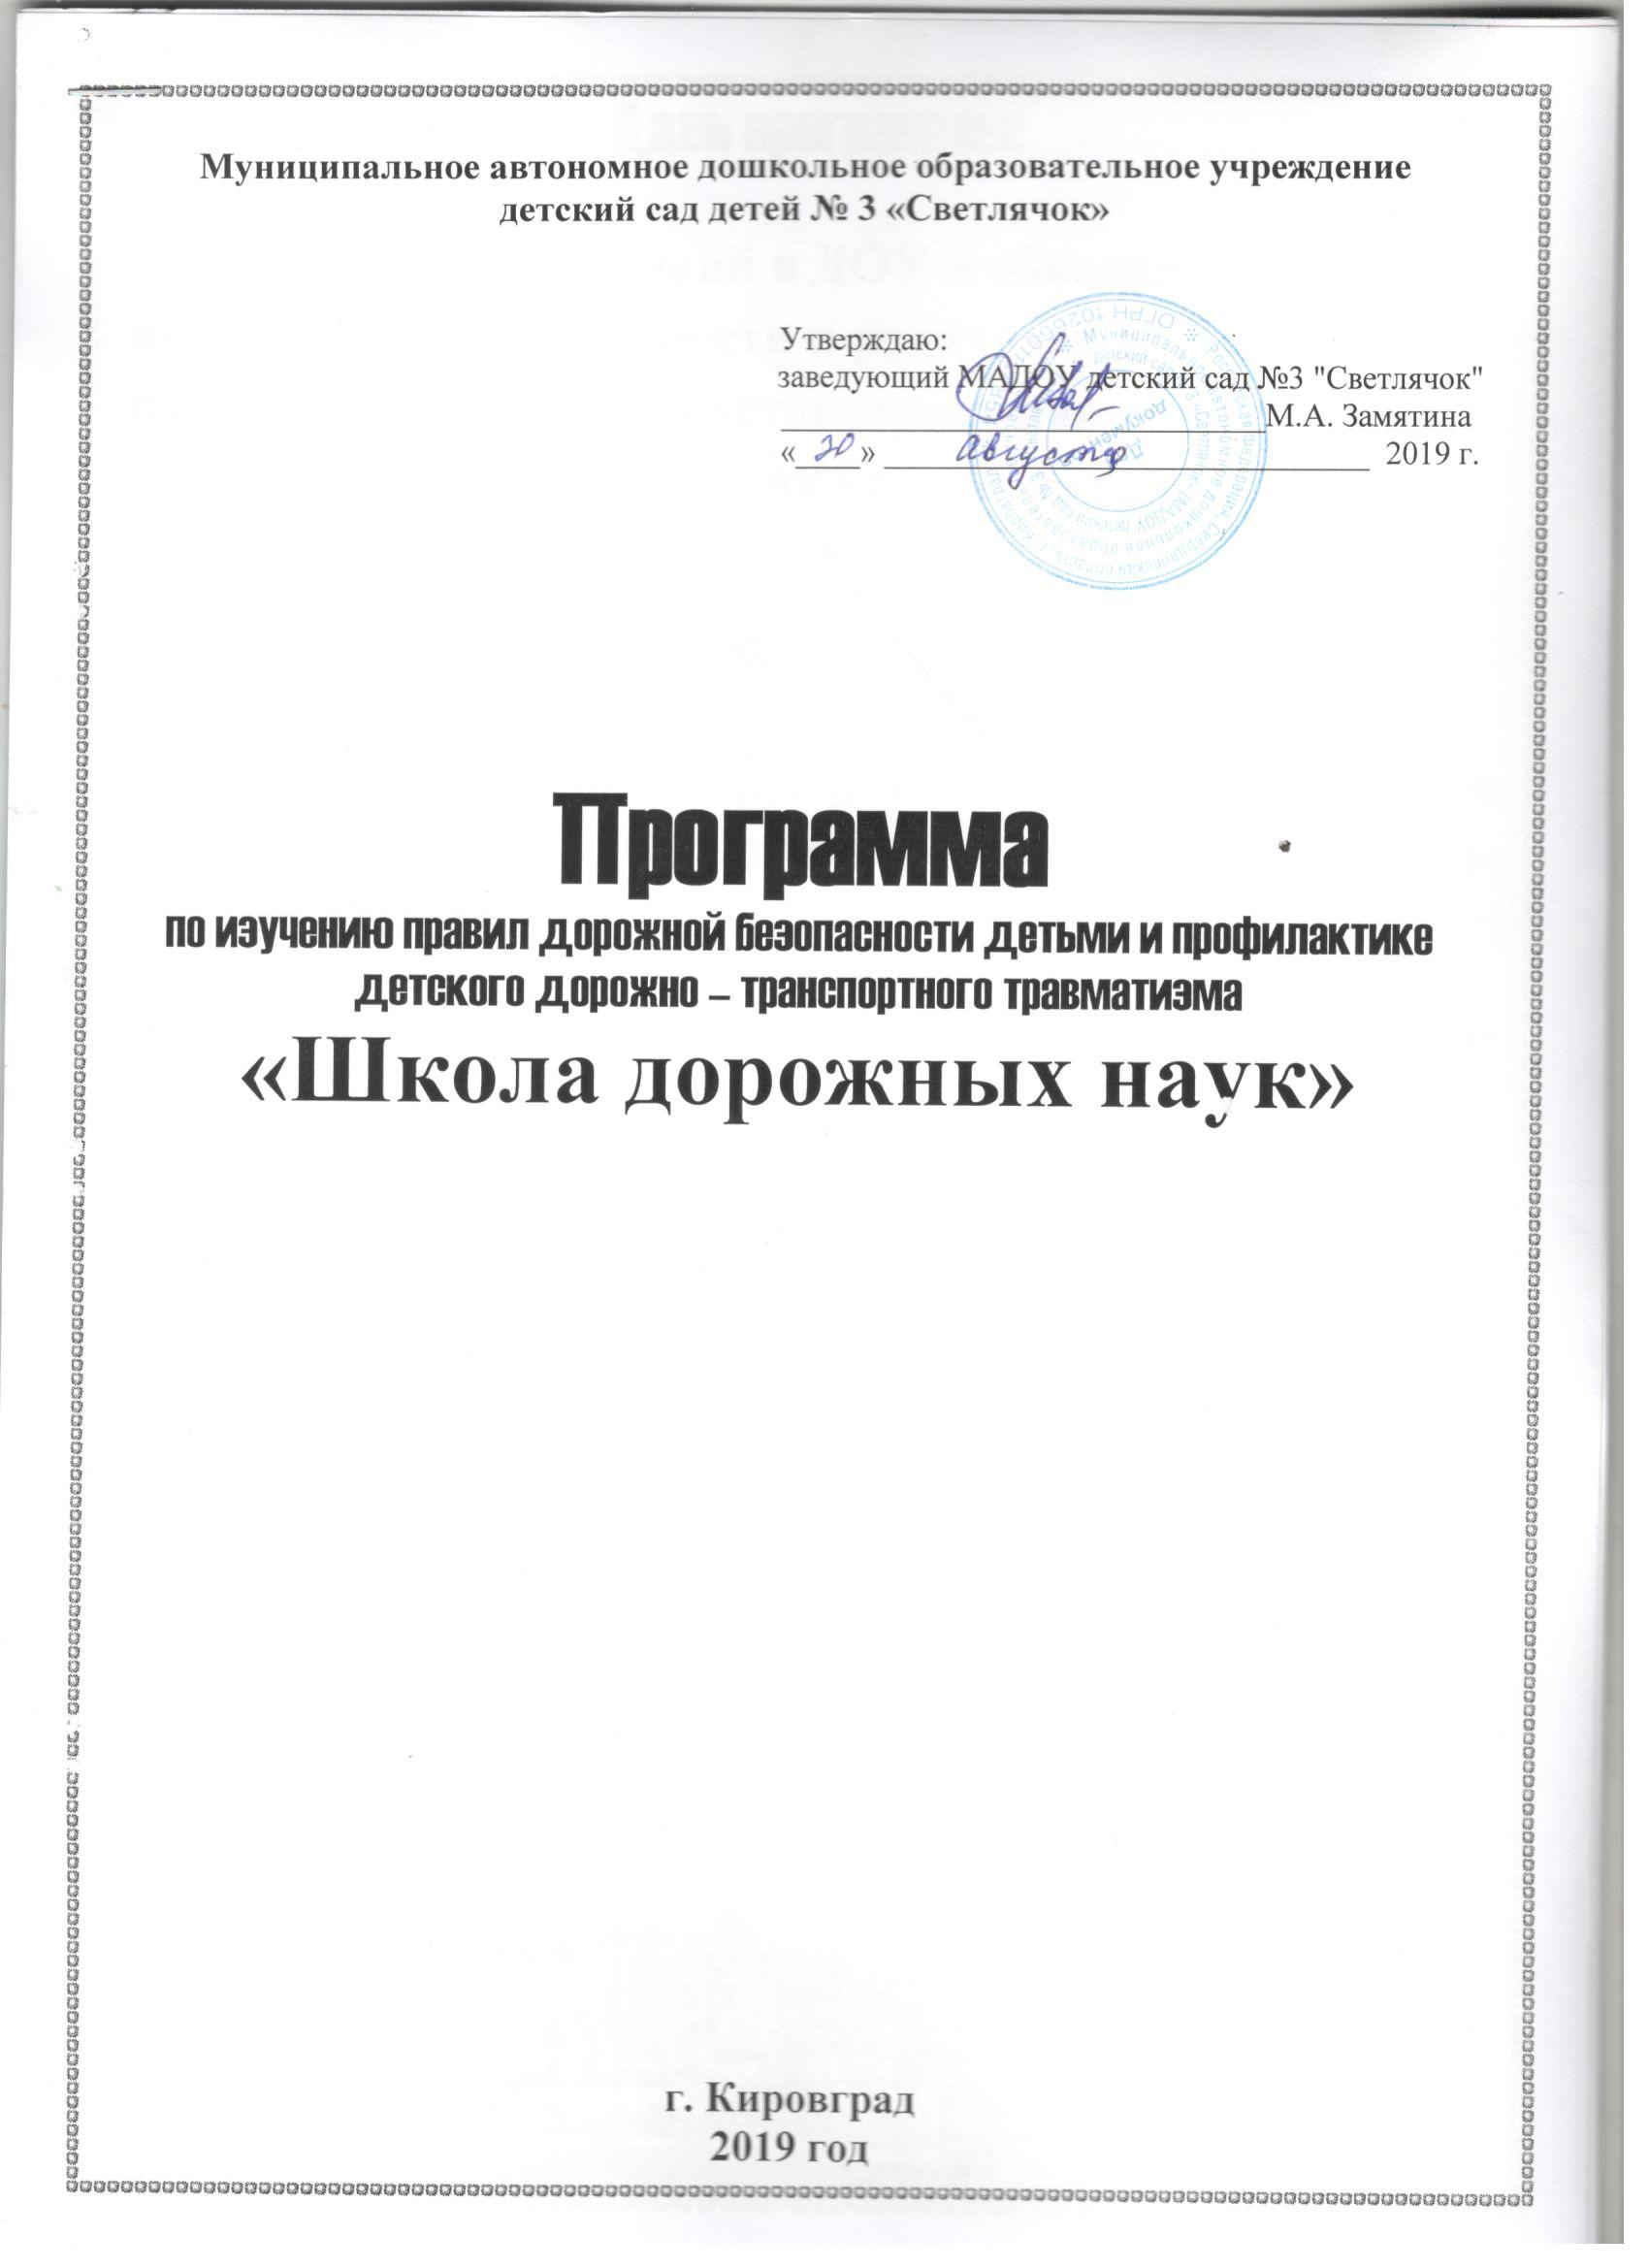 Муниципальное автономное дошкольное образовательное учреждение
детский сад детей № 3 «Светлячок»
Утверждаю:
заведующий МАДОУ детский сад №3 "Светлячок"
М.А. Замятина
« 30 » августа 2019 г.
Программа
по изучению правил дорожной безопасности детьми и профилактике
детского дорожно – транспортного травматизма
«Школа дорожных наук»
г. Кировград
2019 год